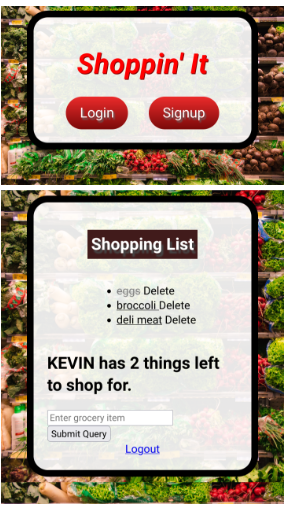 Shoppin' It
Login Signup
Shopping List
eggs Delete
broccoli Delete
deli meat Delete
KEVIN has 2 things left
to shop for.
Enter grocery item
Submit Query
Logout